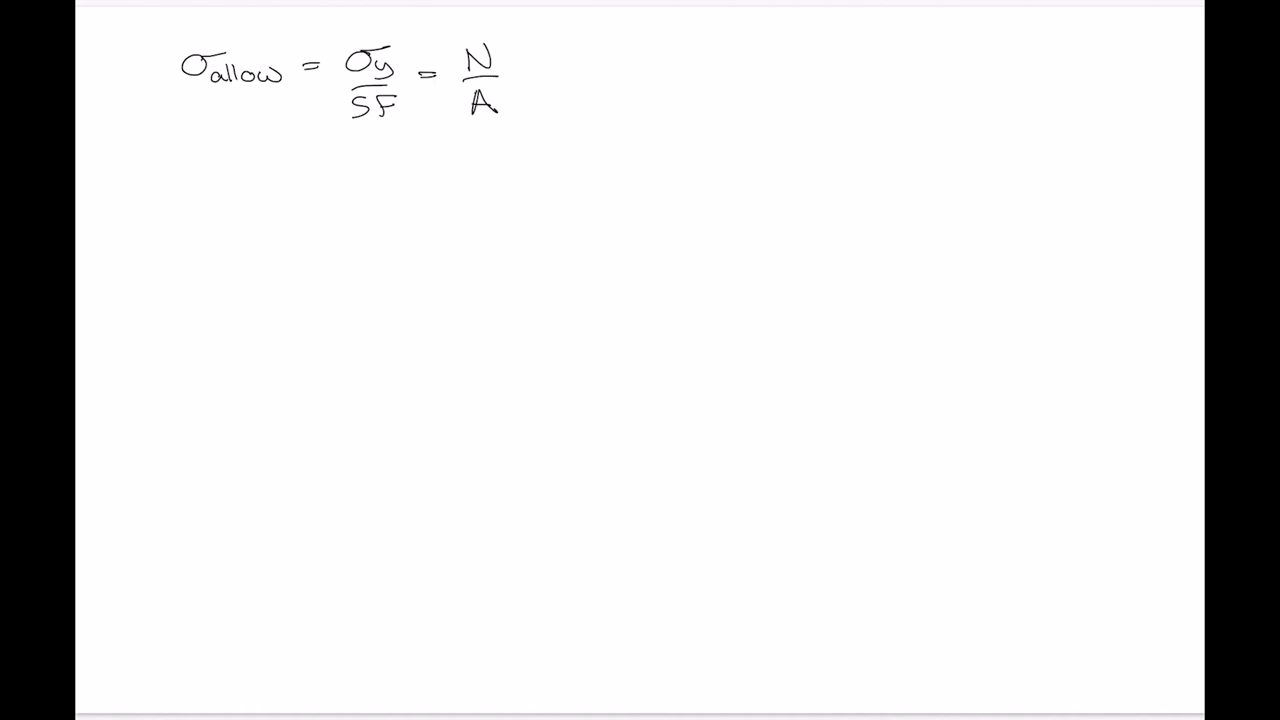 σallow = σy/SF = N/A